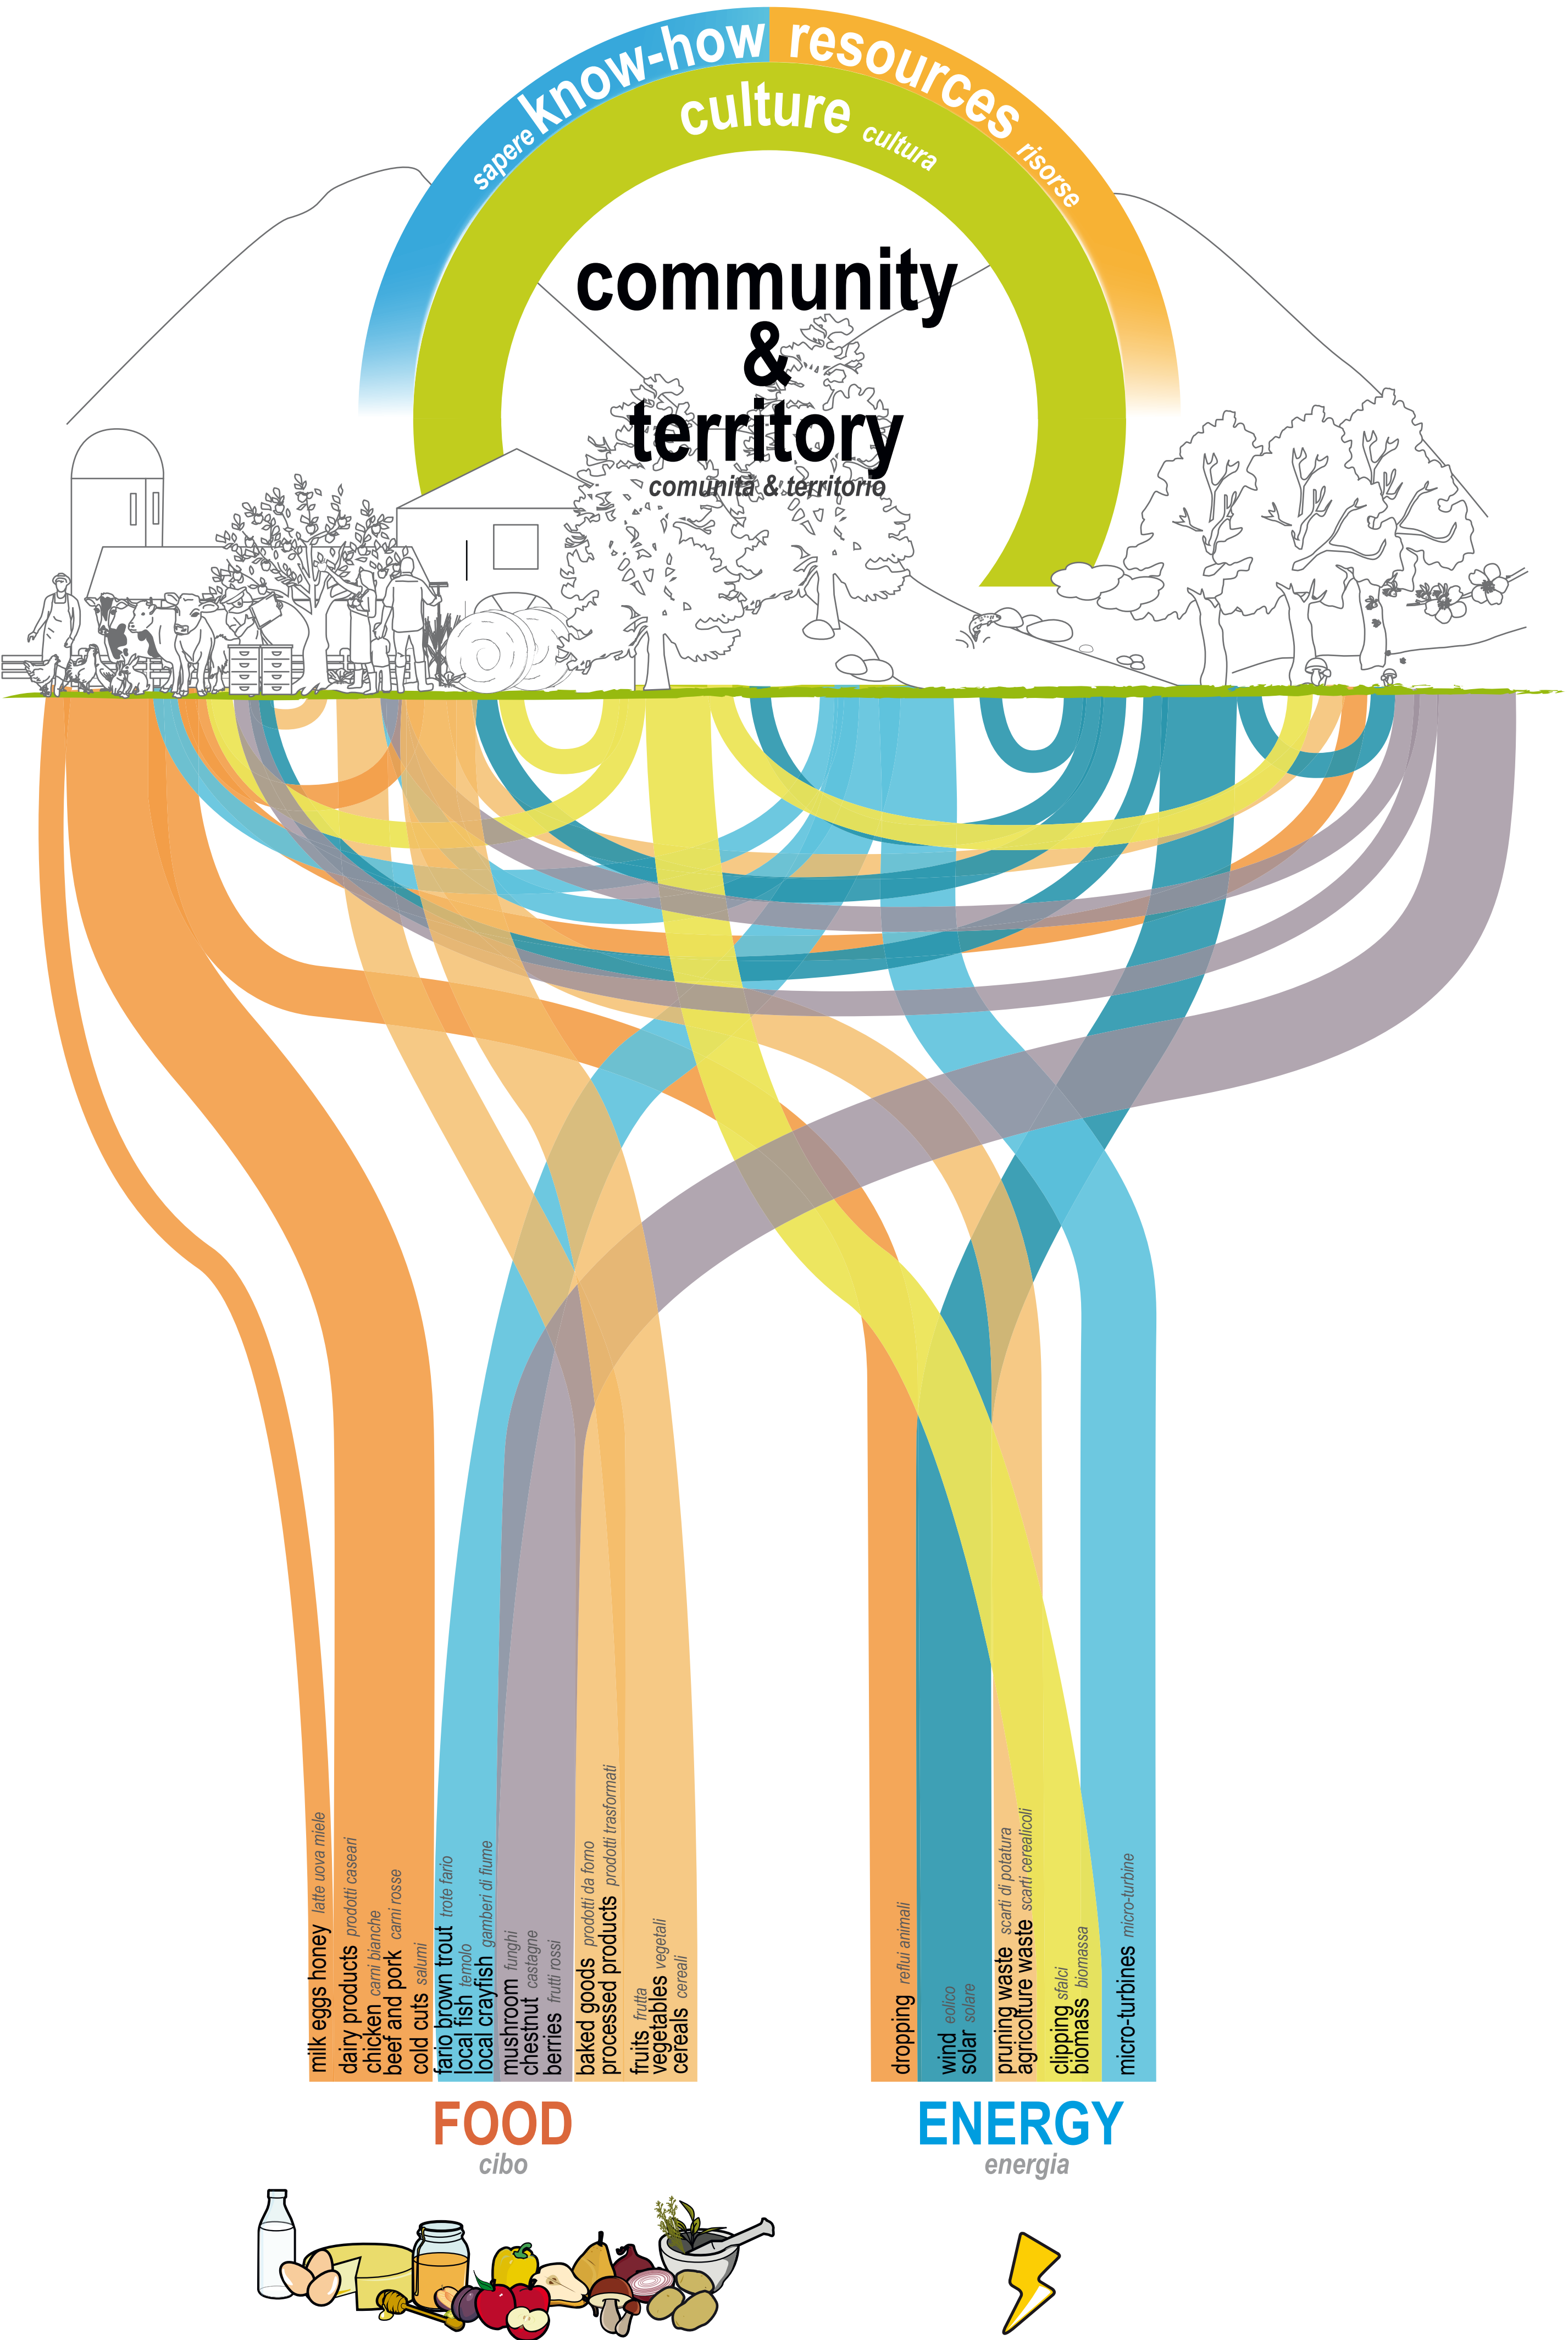 know-how
sapere
resources
risorse
culture cultura
community
&
territory
comunità & territorio
milk eggs honey latte uova miele
dairy products prodotti caseari
chicken carni bianche
beef and pork carni rosse
cold cuts salumi
fario brown trout trote fario
local fish temolo
local crayfish gamberi di fiume
mushroom funghi
chestnut castagne
berries frutti rossi
baked goods prodotti da forno
processed products prodotti trasformati
fruits frutta
vegetables vegetali
cereals cereali
dropping reflui animali
wind eolico
solar solare
pruning waste scarti di potatura
agricolture waste scarti cerealicoli
clipping sfalci
biomass biomassa
micro-turbines micro-turbine
FOOD
cibo
ENERGY
energia